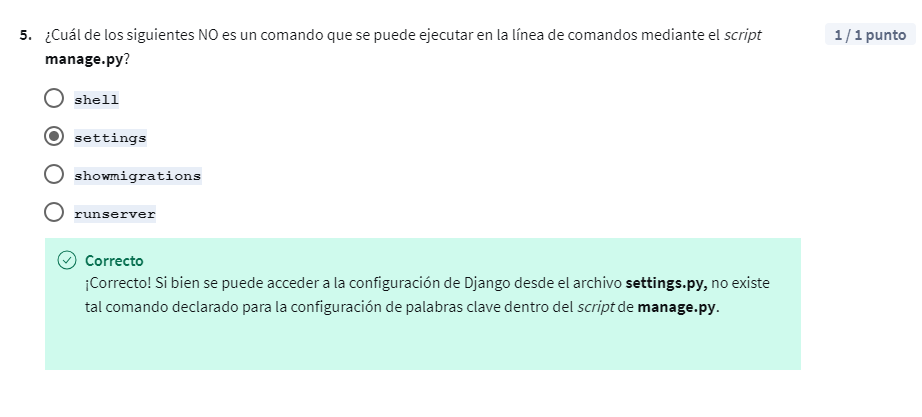 5. ¿Cuál de los siguientes NO es un comando que se puede ejecutar en la línea de comandos mediante el script 1 / 1 punto
manage.py?
shell
settings
showmigrations
runserver
Correcto
¡Correcto! Si bien se puede acceder a la configuración de Django desde el archivo settings.py, no existe
tal comando declarado para la configuración de palabras clave dentro del script de manage.py.